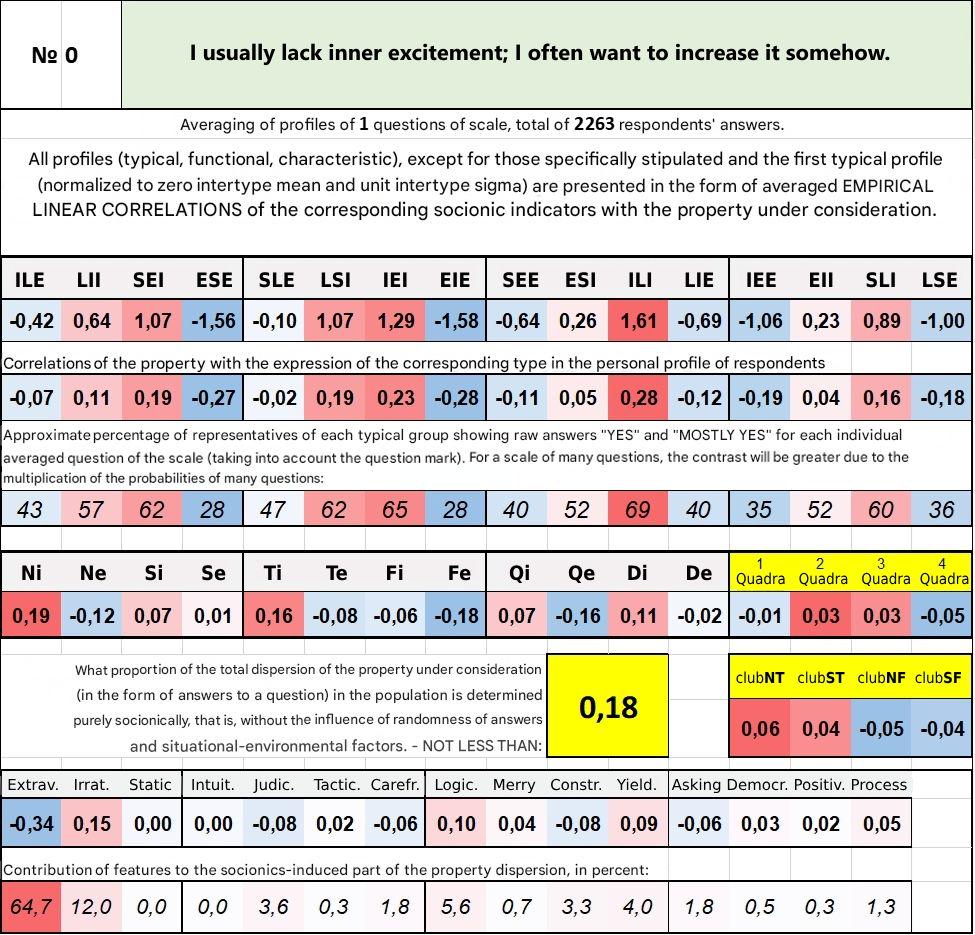 № 0
I usually lack inner excitement; I often want to increase it somehow.
Averaging of profiles of 1 questions of scale, total of 2263 respondents' answers.
All profiles (typical, functional, characteristic), except for those specifically stipulated and the first typical profile
(normalized to zero intertype mean and unit intertype sigma) are presented in the form of averaged EMPIRICAL
LINEAR CORRELATIONS of the corresponding socionic indicators with the property under consideration.
ILE LII SEI ESE SLE LSI IEI EIE SEE ESI ILI LIE IEE EII SLI LSE
-0,42 0,64 1,07 -1,56 -0,10 1,07 1,29 -1,58 -0,64 0,26 1,61 -0,69 -1,06 0,23 0,89 -1,00
Correlations of the property with the expression of the corresponding type in the personal profile of respondents
-0,07 0,11 0,19 -0,27 -0,02 0,19 0,23 -0,28 -0,11 0,05 0,28 -0,12 -0,19 0,04 0,16 -0,18
Approximate percentage of representatives of each typical group showing raw answers "YES" and "MOSTLY YES" for each individual
averaged question of the scale (taking into account the question mark). For a scale of many questions, the contrast will be greater due to the
multiplication of the probabilities of many questions:
43 57 62 28 47 62 65 28 40 52 69 40 35 52 60 36
Ni Ne Si Se Ti Te Fi Fe Qi Qe Di De 1 Quadra 2 Quadra 3 Quadra 4 Quadra
0,19 -0,12 0,07 0,01 0,16 -0,08 -0,06 -0,18 0,07 -0,16 0,11 -0,02 -0,01 0,03 0,03 -0,05
What proportion of the total dispersion of the property under consideration
(in the form of answers to a question) in the population is determined
purely socionically, that is, without the influence of randomness of answers
and situational-environmental factors. - NOT LESS THAN:
0,18
clubNT clubST clubNF clubSF
0,06 0,04 -0,05 -0,04
Extrav. Irrat. Static Intuit. Judic. Tactic. Carefr. Logic. Merry Constr. Yield. Asking Democr. Positiv. Process
-0,34 0,15 0,00 0,00 -0,08 0,02 -0,06 0,10 0,04 -0,08 0,09 -0,06 0,03 0,02 0,05
Contribution of features to the socionics-induced part of the property dispersion, in percent:
64,7 12,0 0,0 0,0 3,6 0,3 1,8 5,6 0,7 3,3 4,0 1,8 0,5 0,3 1,3